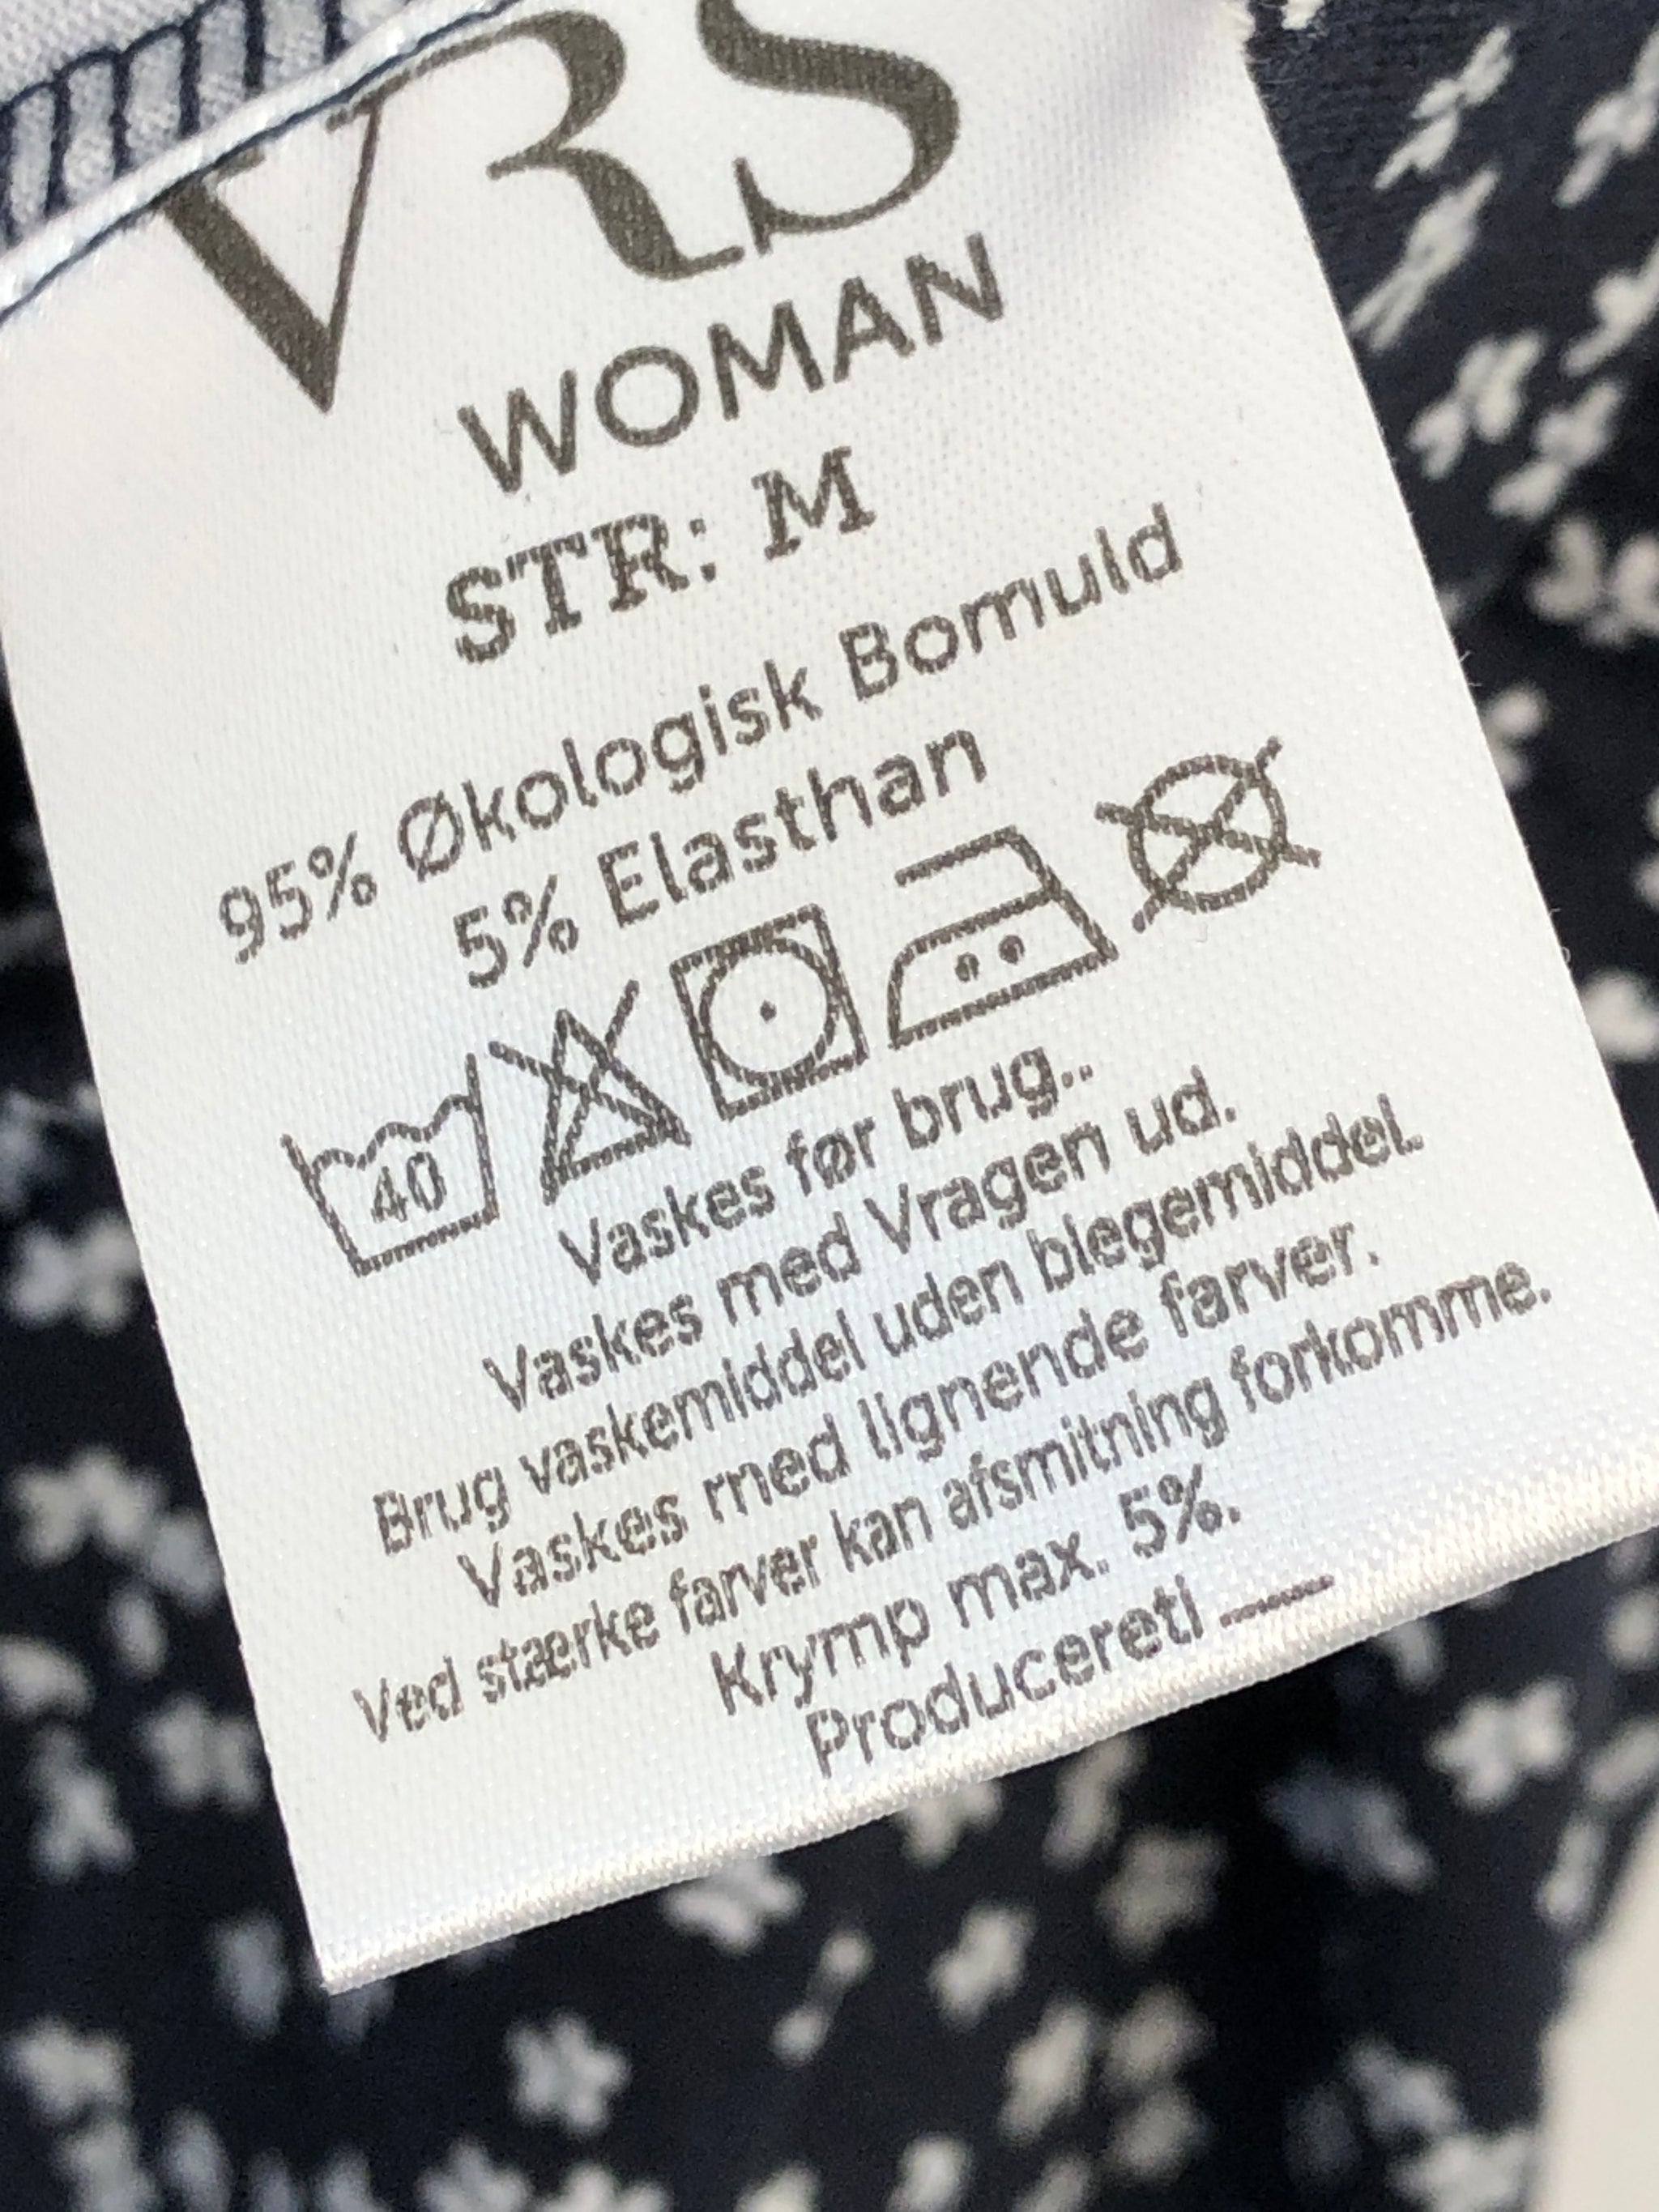 VRS
WOMAN
STR: M
95% Økologisk Bomuld
5% Elasthan
40
Vaskes før brug..
Vaskes med Vragen ud.
Brug vaskemiddel uden blegemiddel.
Vaskes med lignende farver.
Ved stærke farver kan afsmitning forkomme.
Krymp max. 5%.
Produceretl